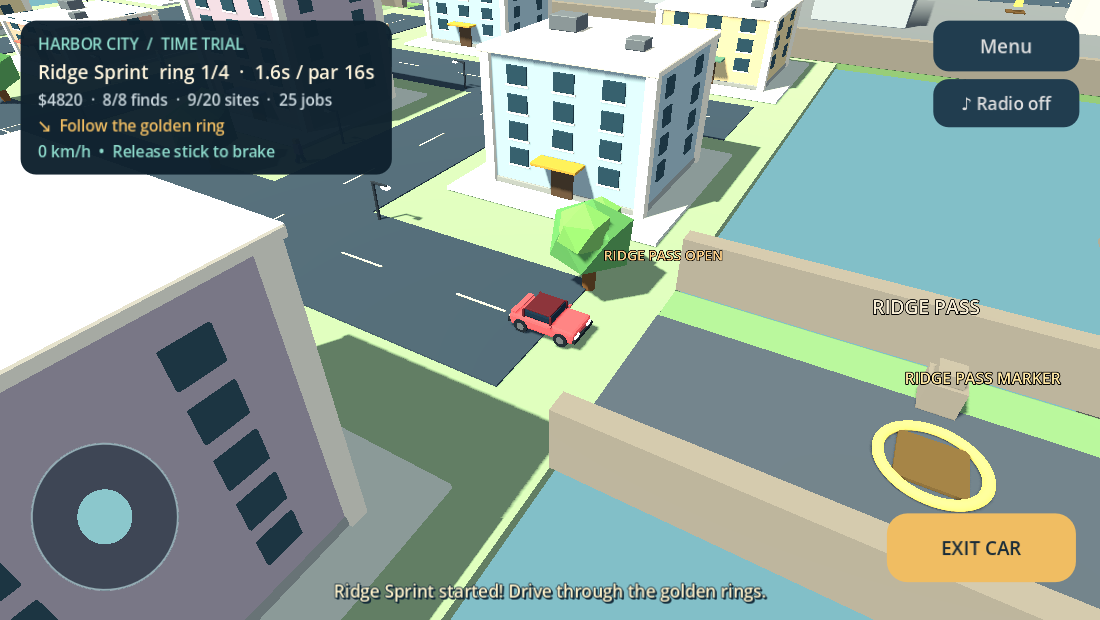 HARBOR CITY / TIME TRIAL
Ridge Sprint ring 1/4 · 1.6s / par 16s
$4820 · 8/8 finds · 9/20 sites · 25 jobs
↘ Follow the golden ring
0 km/h • Release stick to brake
Menu
♪ Radio off
RIDGE PASS OPEN
RIDGE PASS
RIDGE PASS MARKER
EXIT CAR
Ridge Sprint started! Drive through the golden rings.